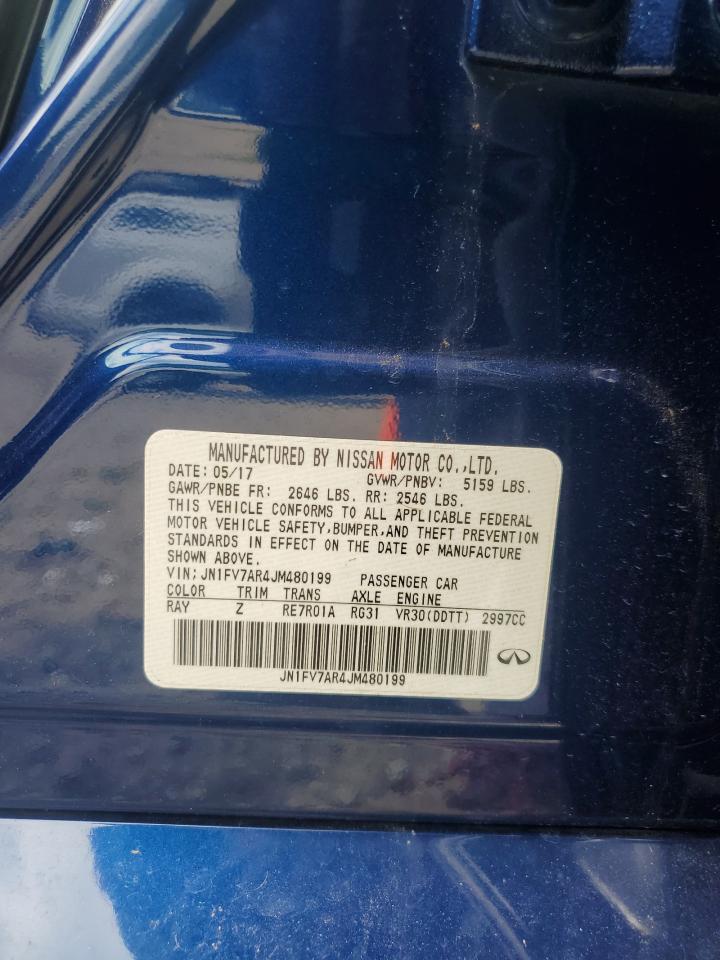 MANUFACTURED BY NISSAN MOTOR CO.,LTD.
DATE: 05/17 GVWR/PNBV: 5159 LBS.
GAWR/PNBE FR: 2646 LBS. RR: 2546 LBS.
THIS VEHICLE CONFORMS TO ALL APPLICABLE FEDERAL
MOTOR VEHICLE SAFETY,BUMPER,AND THEFT PREVENTION
STANDARDS IN EFFECT ON THE DATE OF MANUFACTURE
SHOWN ABOVE.
VIN: JN1FV7AR4JM480199 PASSENGER CAR
COLOR TRIM TRANS AXLE ENGINE
RAY Z RE7R01A RG31 VR30(DDTT) 2997CC
JN1FV7AR4JM480199